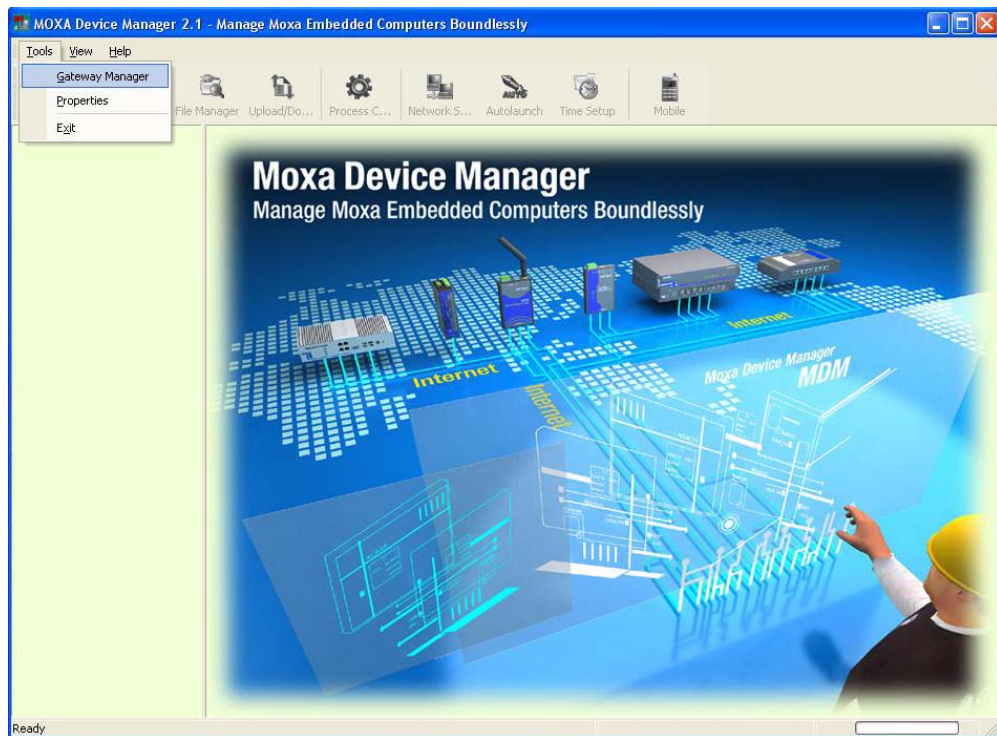 MOXA Device Manager 2.1 - Manage Moxa Embedded Computers Boundlessly
Tools View Help
Gateway Manager
Properties
Exit
File Manager Upload/Do... Process C... Network S... Autolaunch Time Setup Mobile
AUTO
Moxa Device Manager
Manage Moxa Embedded Computers Boundlessly
Internet
Internet
Internet
Moxa Device Manager
MDM
Ready